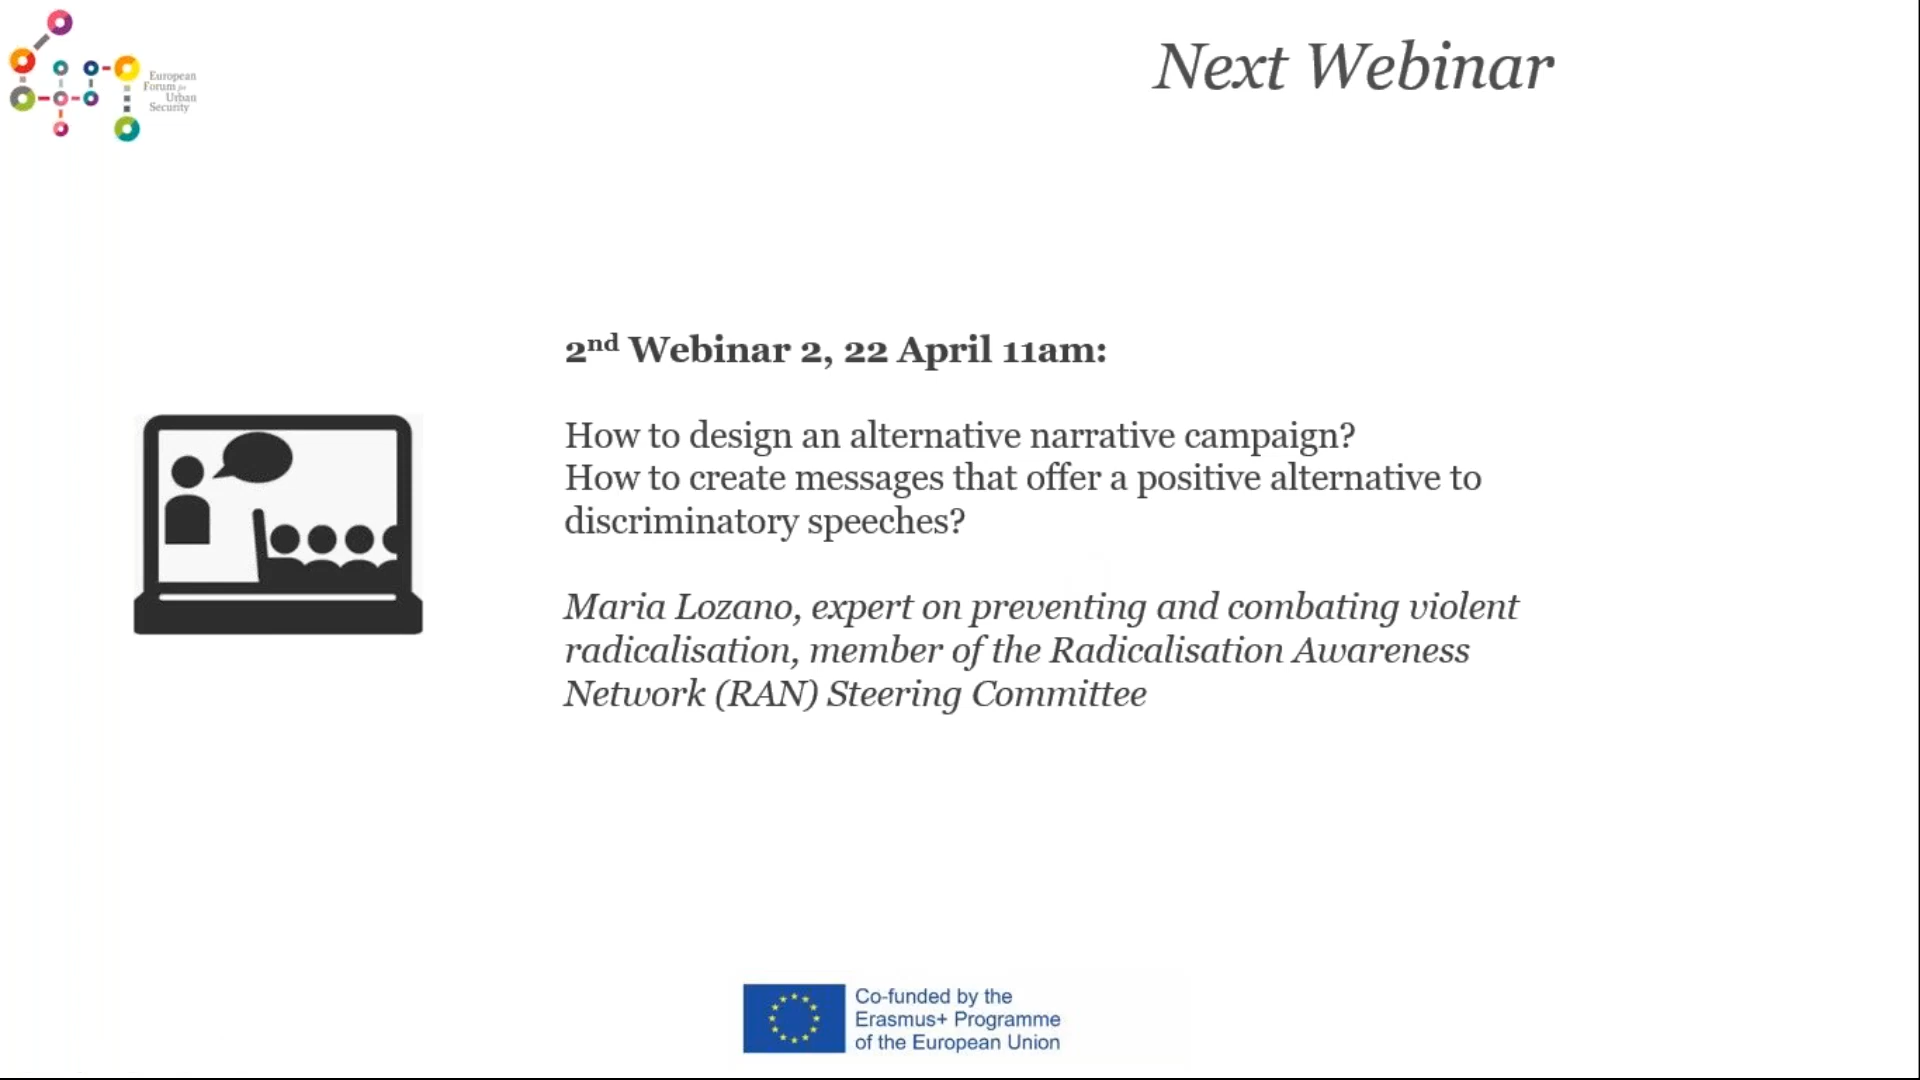 European
Forum for
Urban
Security
Next Webinar
2nd Webinar 2, 22 April 11am:
How to design an alternative narrative campaign?
How to create messages that offer a positive alternative to
discriminatory speeches?
Maria Lozano, expert on preventing and combating violent
radicalisation, member of the Radicalisation Awareness
Network (RAN) Steering Committee
Co-funded by the
Erasmus+ Programme
of the European Union